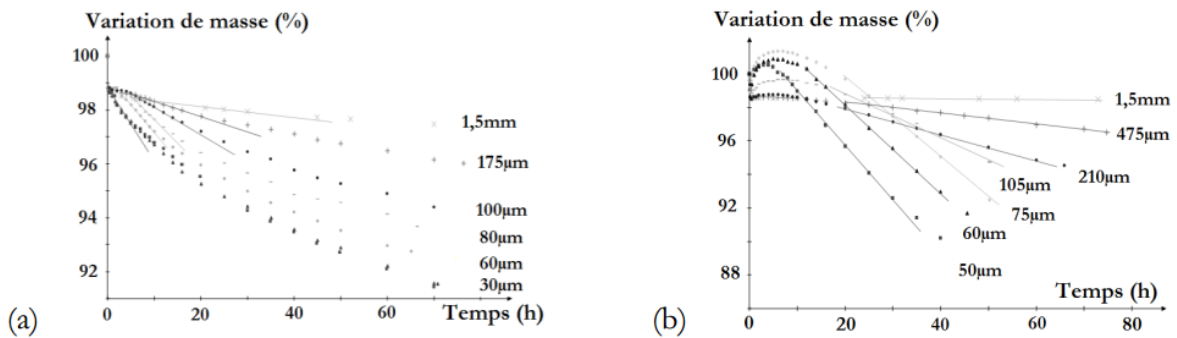 Variation de masse (%)
100
98
96
94
92
0
20
40
60
Temps (h)
1,5mm
175µm
100µm
80µm
60µm
30µm
(a)
Variation de masse (%)
100
96
92
88
0
20
40
60
80
Temps (h)
1,5mm
475µm
210µm
105µm
75µm
60µm
50µm
(b)